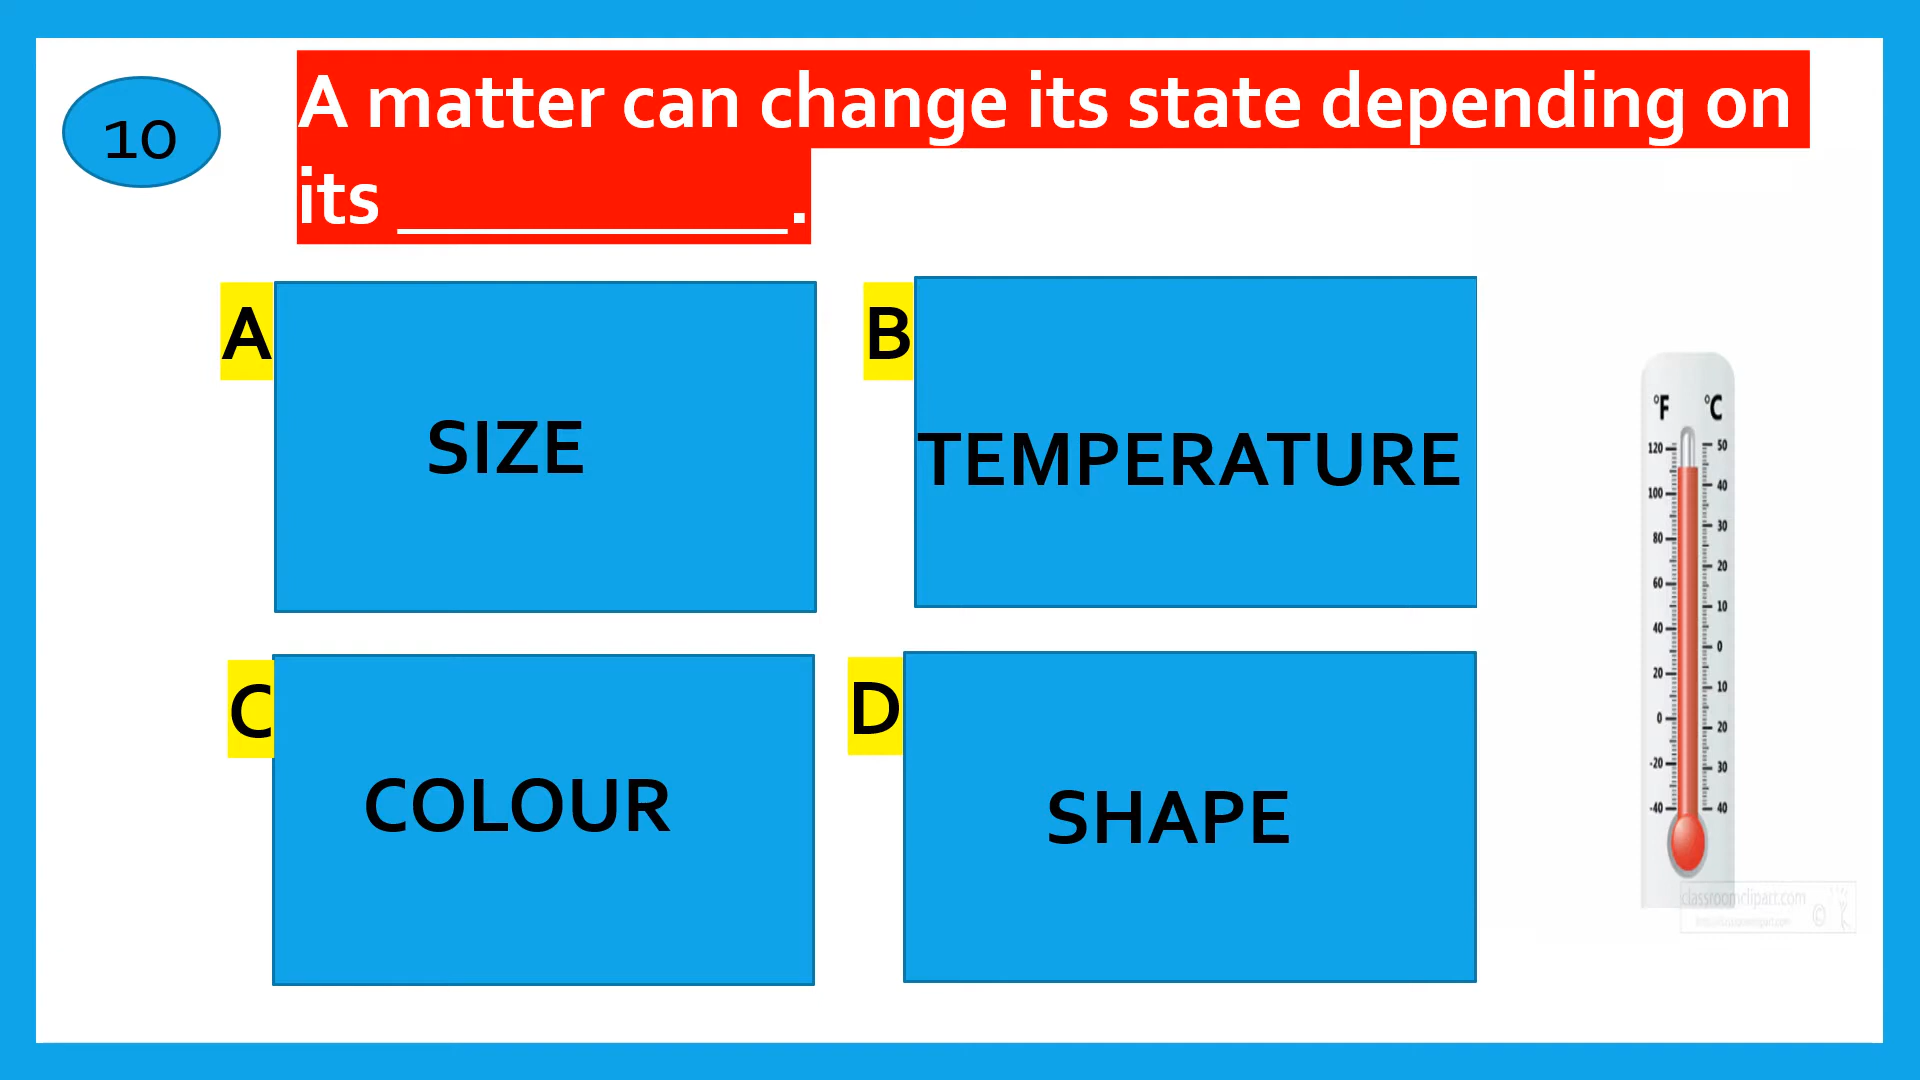 10
A matter can change its state depending on
its ___________.
A
SIZE
B
TEMPERATURE
C
COLOUR
D
SHAPE
°F °C
120 50
100 40
80 30
60 20
40 10
20 0
0 10
-20 20
-40 30
40
classroomclipart.com
©